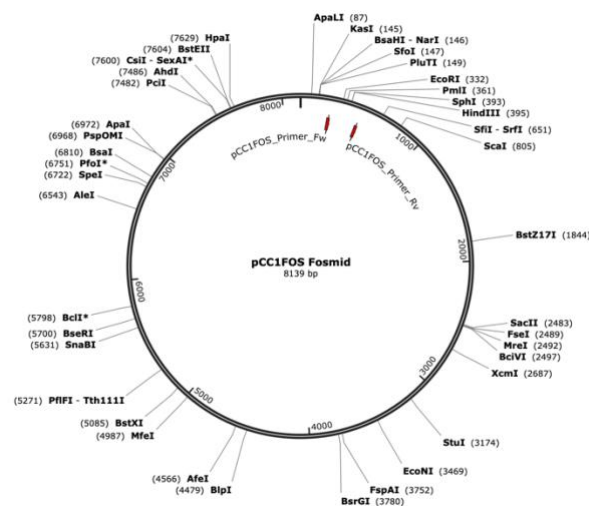 ApaLI (87)
KasI (145)
BsaHI - NarI (146)
SfoI (147)
PluTI (149)
EcoRI (332)
PmlI (361)
SphI (393)
HindIII (395)
SfiI - SrfI (651)
ScaI (805)
BstZ17I (1844)
SacII (2483)
FseI (2489)
MreI (2492)
BciVI (2497)
XcmI (2687)
StuI (3174)
EcoNI (3469)
FspAI (3752)
BsrGI (3780)
(4479) BlpI
(4566) AfeI
(4987) MfeI
(5085) BstXI
(5271) PflFI - Tth111I
(5631) SnaBI
(5700) BseRI
(5798) BclI*
(6543) AleI
(6722) SpeI
(6751) PfoI*
(6810) BsaI
(6968) PspOMI
(6972) ApaI
(7482) PciI
(7486) AhdI
(7600) CsiI - SexAI*
(7604) BstEII
(7629) HpaI
pCC1FOS_Primer_Fw
pCC1FOS_Primer_Rv
1000
2000
3000
4000
5000
6000
7000
8000
pCC1FOS Fosmid
8139 bp